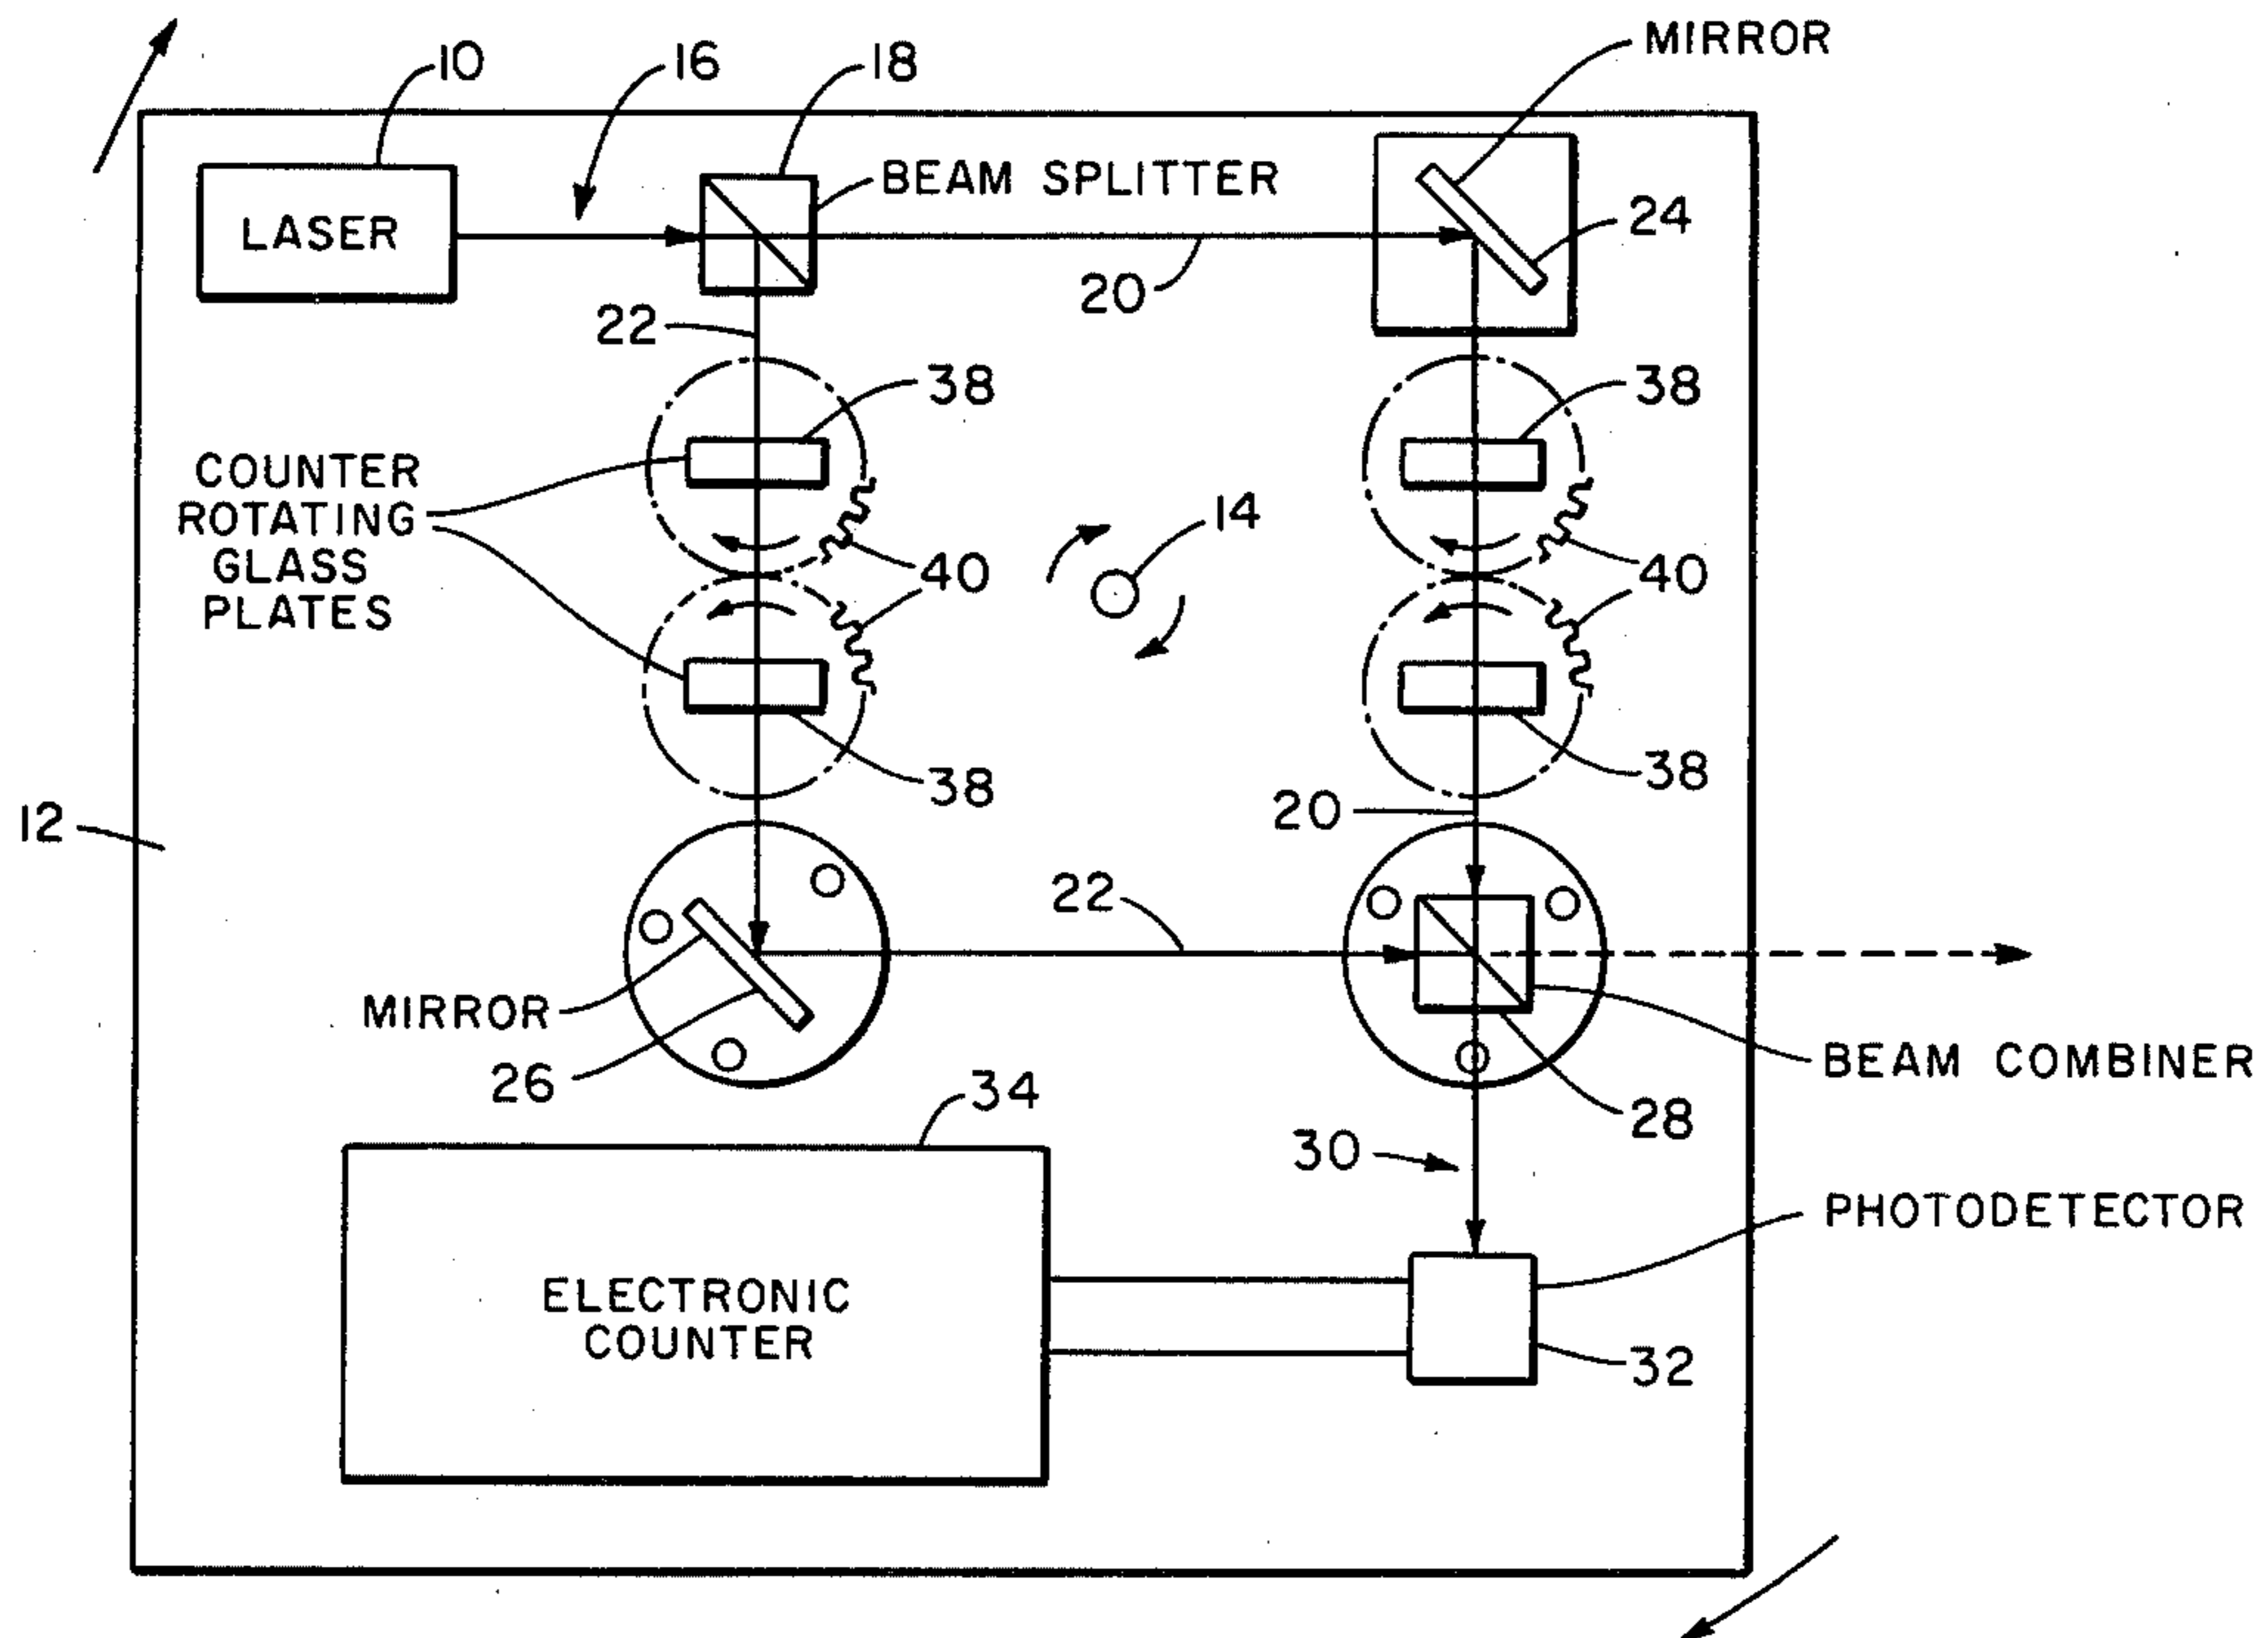 MIRROR
10
16
18
LASER
BEAM SPLITTER
24
20
22
38
38
COUNTER
ROTATING
GLASS
PLATES
14
40
40
38
38
12
20
22
MIRROR
26
BEAM COMBINER
28
34
30
PHOTODETECTOR
ELECTRONIC
COUNTER
32